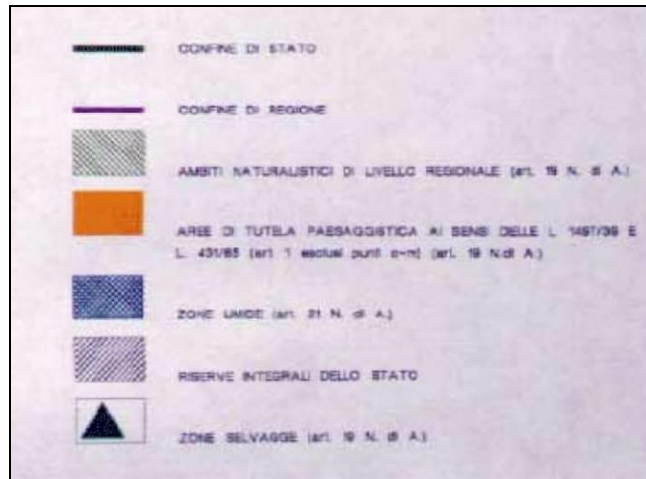 CONFINE DI STATO
CONFINE DI REGIONE
AMBITI NATURALISTICI DI LIVELLO REGIONALE (art. 19 N. di A.)
AREE DI TUTELA PAESAGGISTICA AI SENSI DELLE L. 1497/39 E
L. 431/85 (art. 1 esclusi punti o-m) (art. 19 N.di A.)
ZONE UMIDE (art. 21 N. di A.)
RISERVE INTEGRALI DELLO STATO
ZONE SELVAGGE (art. 19 N. di A.)